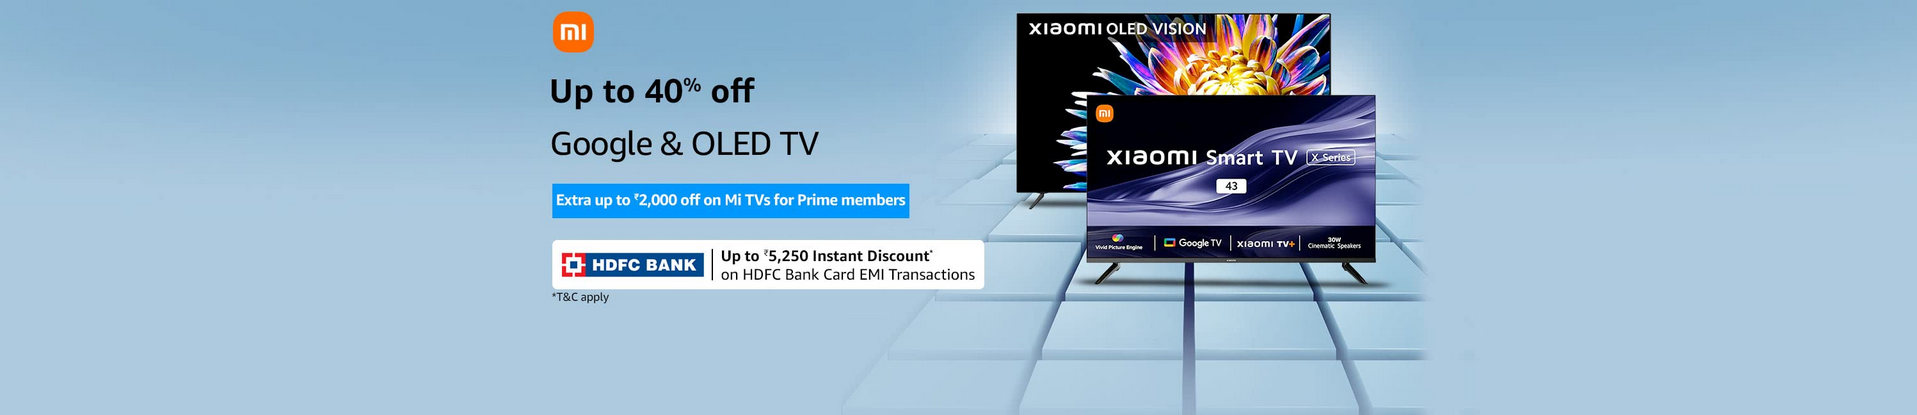 mi
Up to 40% off
Google & OLED TV
Extra up to ₹2,000 off on Mi TVs for Prime members
HDFC BANK
Up to ₹5,250 Instant Discount*
on HDFC Bank Card EMI Transactions
*T&C apply
XIAOMI OLED VISION
mi
XIAOMI Smart TV X Series
43
Vivid Picture Engine
Google TV
XIAOMI TV+
30W
Cinematic Speakers